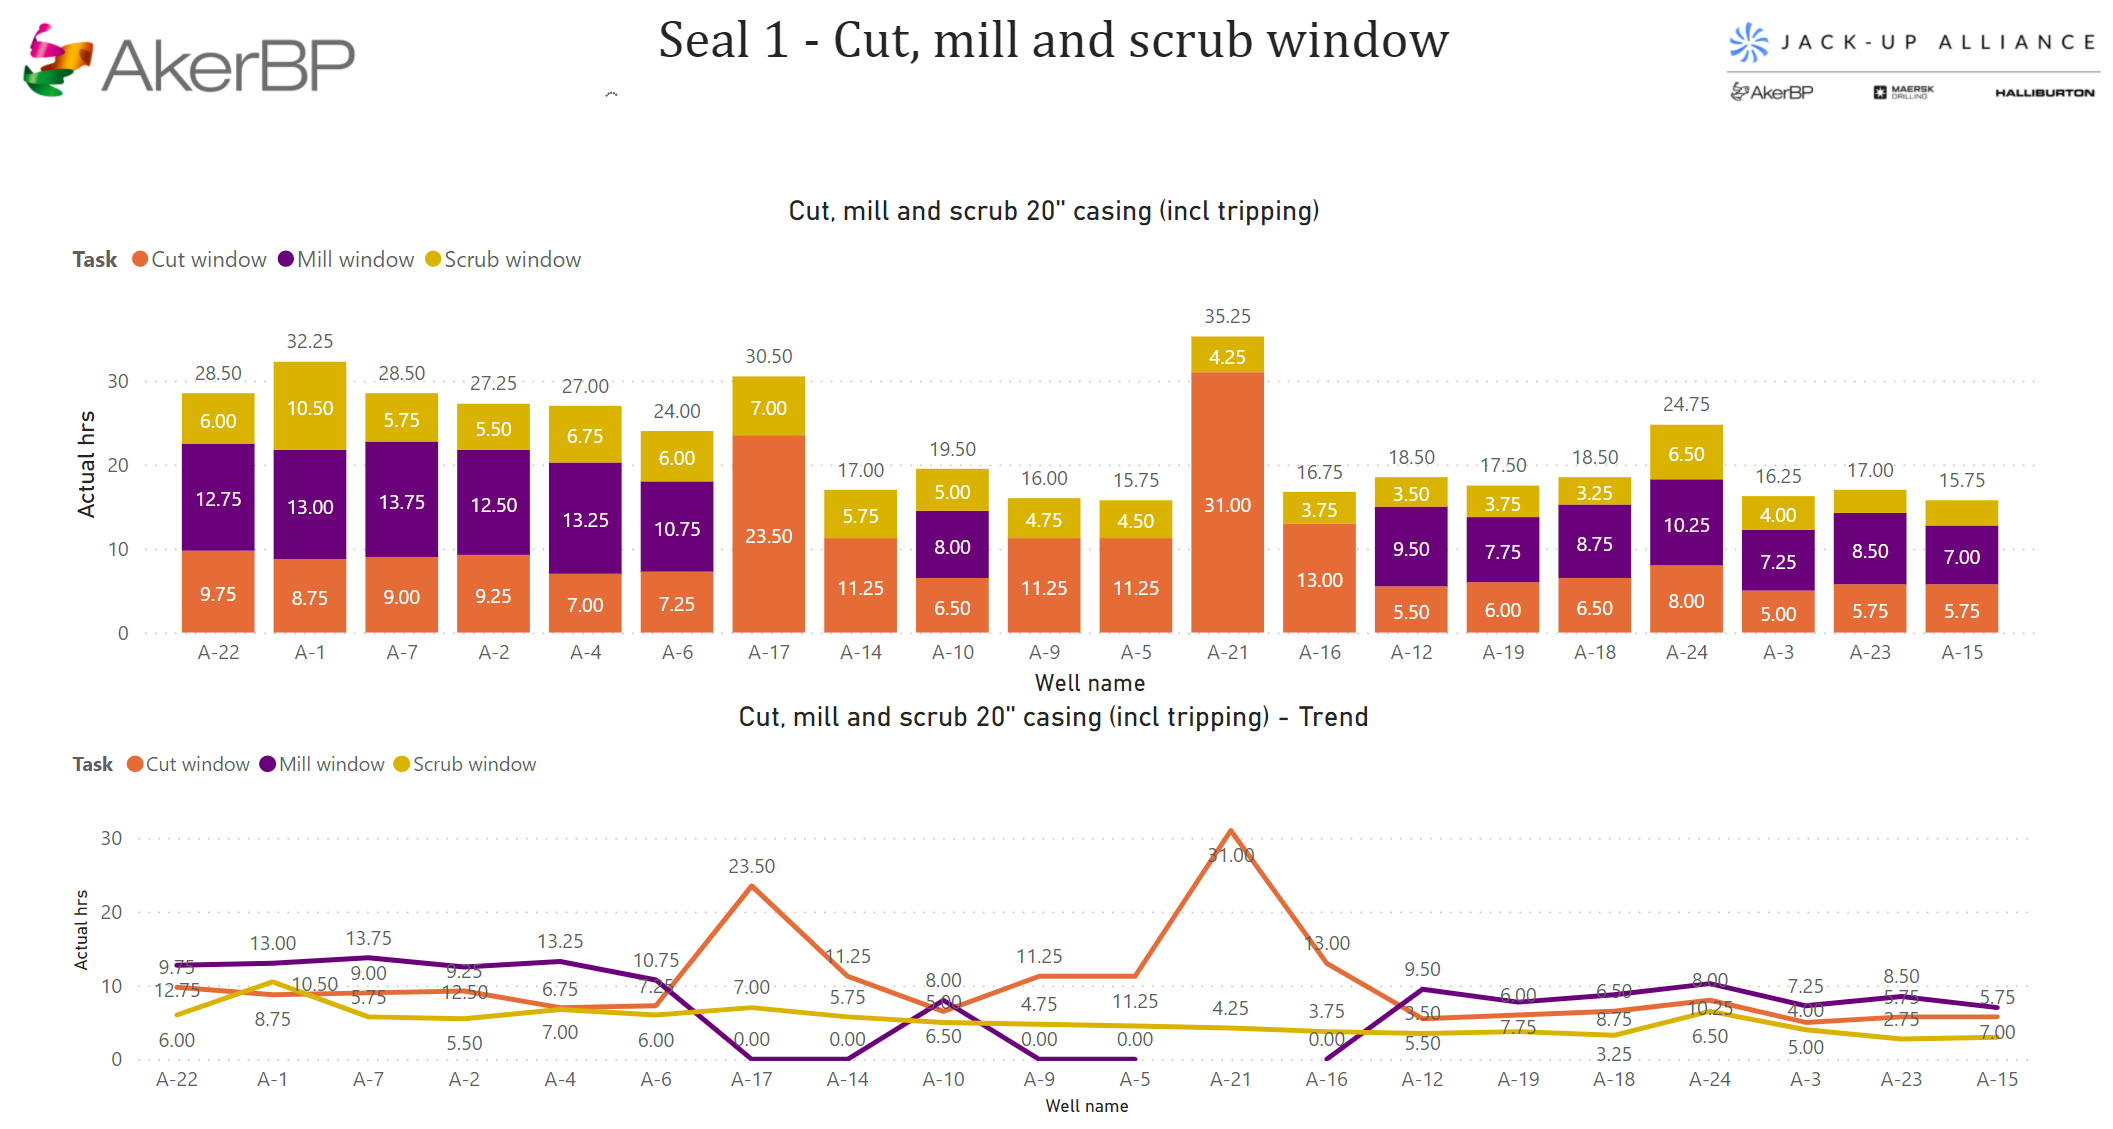 AkerBP
Seal 1 - Cut, mill and scrub window
JACK-UP ALLIANCE
AkerBP MAERSK DRILLING HALLIBURTON
Cut, mill and scrub 20" casing (incl tripping)
Task Cut window Mill window Scrub window
Actual hrs
30
20
10
0
28.50 32.25 28.50 27.25 27.00 24.00 30.50 17.00 19.50 16.00 15.75 35.25 16.75 18.50 17.50 18.50 24.75 16.25 17.00 15.75
6.00 10.50 5.75 5.50 6.75 6.00 7.00 5.75 5.00 4.75 4.50 4.25 3.75 3.50 3.75 3.25 6.50 4.00
12.75 13.00 13.75 12.50 13.25 10.75 8.00 9.50 7.75 8.75 10.25 7.25 8.50 7.00
9.75 8.75 9.00 9.25 7.00 7.25 23.50 11.25 6.50 11.25 11.25 31.00 13.00 5.50 6.00 6.50 8.00 5.00 5.75 5.75
A-22 A-1 A-7 A-2 A-4 A-6 A-17 A-14 A-10 A-9 A-5 A-21 A-16 A-12 A-19 A-18 A-24 A-3 A-23 A-15
Well name
Cut, mill and scrub 20" casing (incl tripping) - Trend
Task Cut window Mill window Scrub window
Actual hrs
30
20
10
0
9.75 12.75 6.00
13.00 10.50 8.75
13.75 9.00 5.75
9.25 12.50 5.50
13.25 6.75 7.00
10.75 7.25 6.00
23.50 7.00 0.00
11.25 5.75 0.00
8.00 5.00 6.50
11.25 4.75 0.00
11.25 0.00
31.00 4.25
13.00 3.75 0.00
9.50 3.50 5.50
6.00 7.75
6.50 8.75 3.25
8.00 10.25 6.50
7.25 4.00 5.00
8.50 5.75 2.75
5.75 7.00
A-22 A-1 A-7 A-2 A-4 A-6 A-17 A-14 A-10 A-9 A-5 A-21 A-16 A-12 A-19 A-18 A-24 A-3 A-23 A-15
Well name